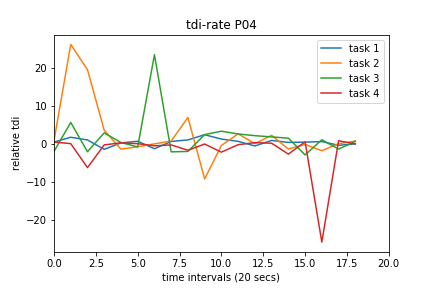 tdi-rate P04
task 1
task 2
task 3
task 4
relative tdi
20
10
0
−10
−20
0.0 2.5 5.0 7.5 10.0 12.5 15.0 17.5 20.0
time intervals (20 secs)